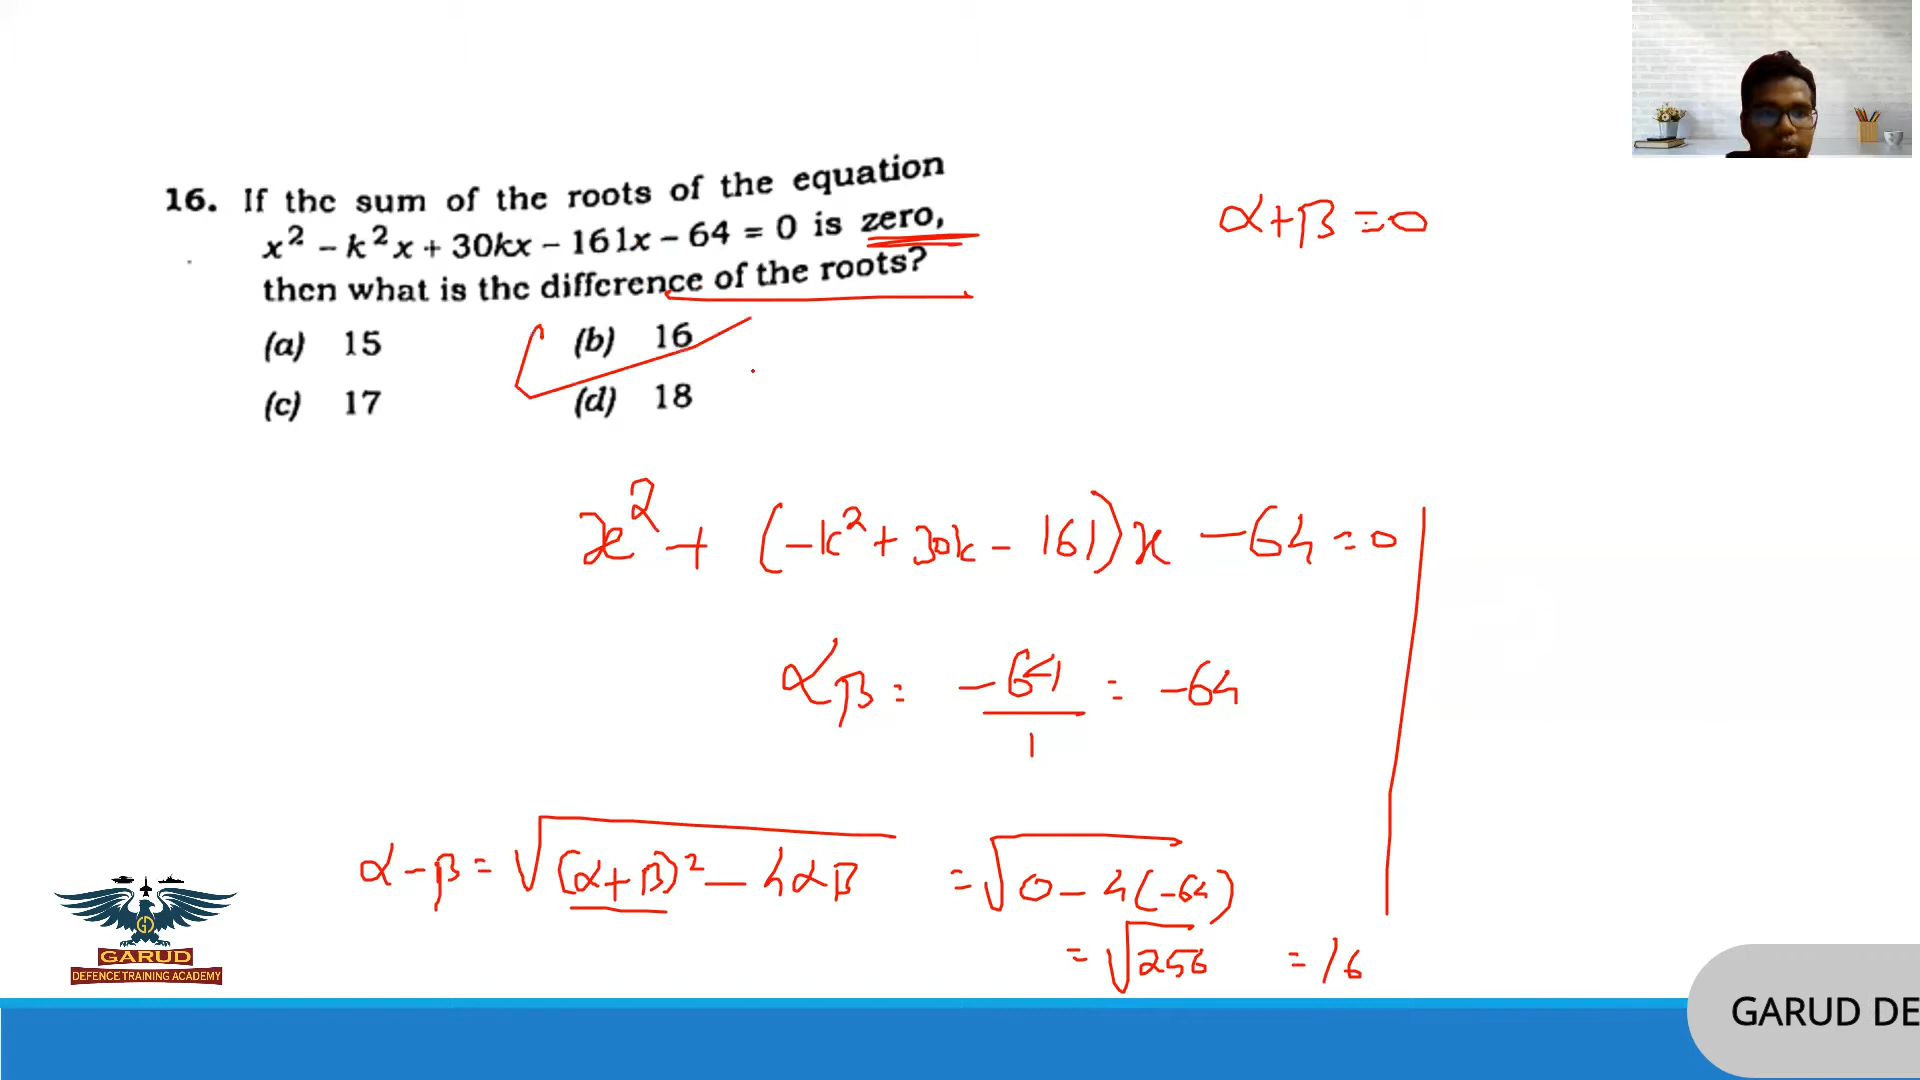 16. If the sum of the roots of the equation
x² – k²x + 30kx – 161x – 64 = 0 is zero,
then what is the difference of the roots?
(a) 15 (b) 16
(c) 17 (d) 18
α+β=0
x² + (-k²+30k-161)x -64=0
αβ = -64/1 = -64
α-β = √(α+β)²-4αβ = √0-4(-64)
= √256 = 16
GARUD
DEFENCE TRAINING ACADEMY
GARUD DE